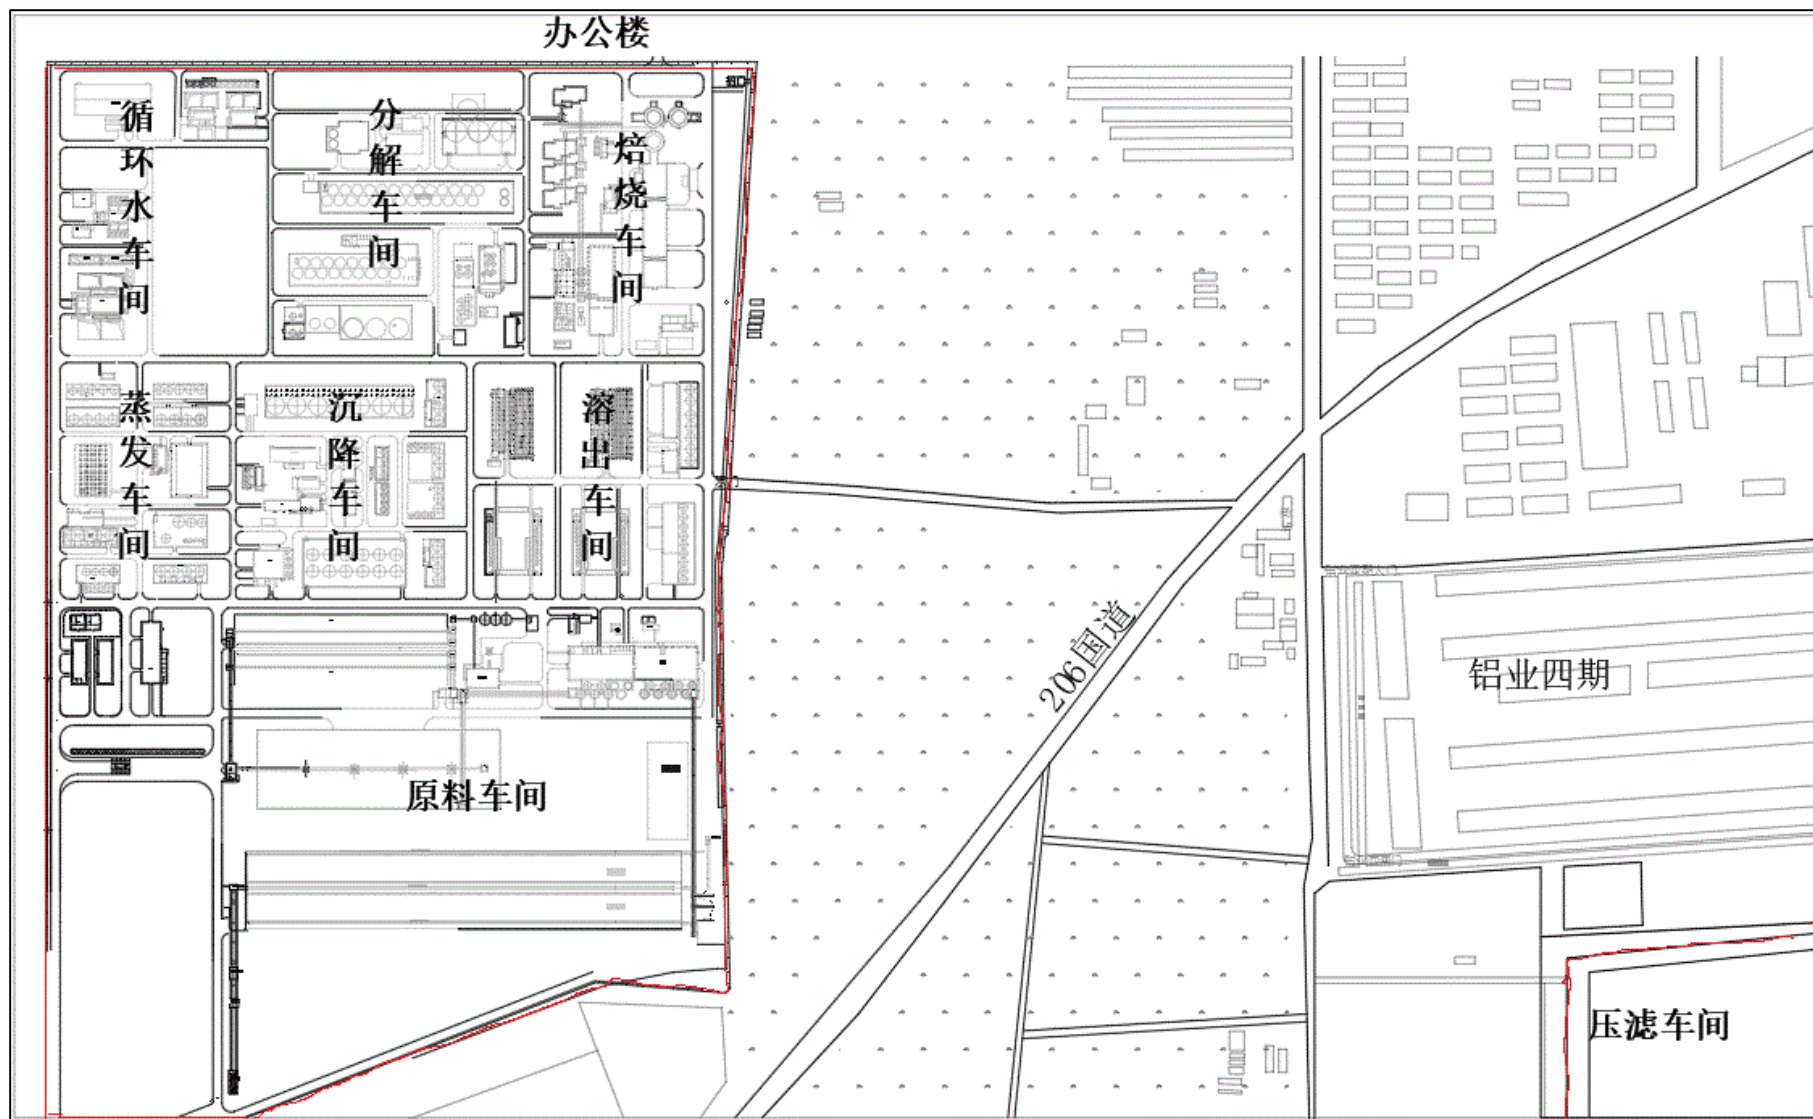 办公楼
循环水车间
分解车间
焙烧车间
蒸发车间
沉降车间
溶出车间
206国道
铝业四期
原料车间
压滤车间